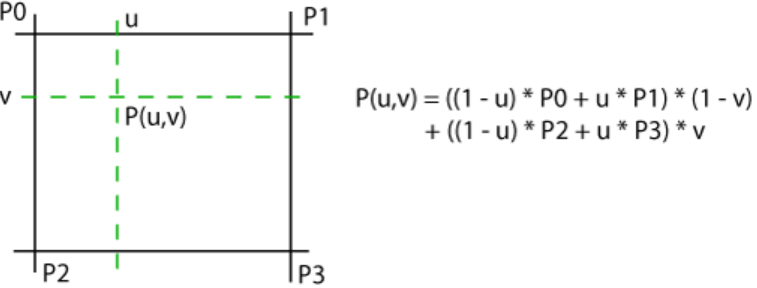 P0
u
P1
v
P(u,v)
P(u,v) = ((1 - u) * P0 + u * P1) * (1 - v)
+ ((1 - u) * P2 + u * P3) * v
P2
P3